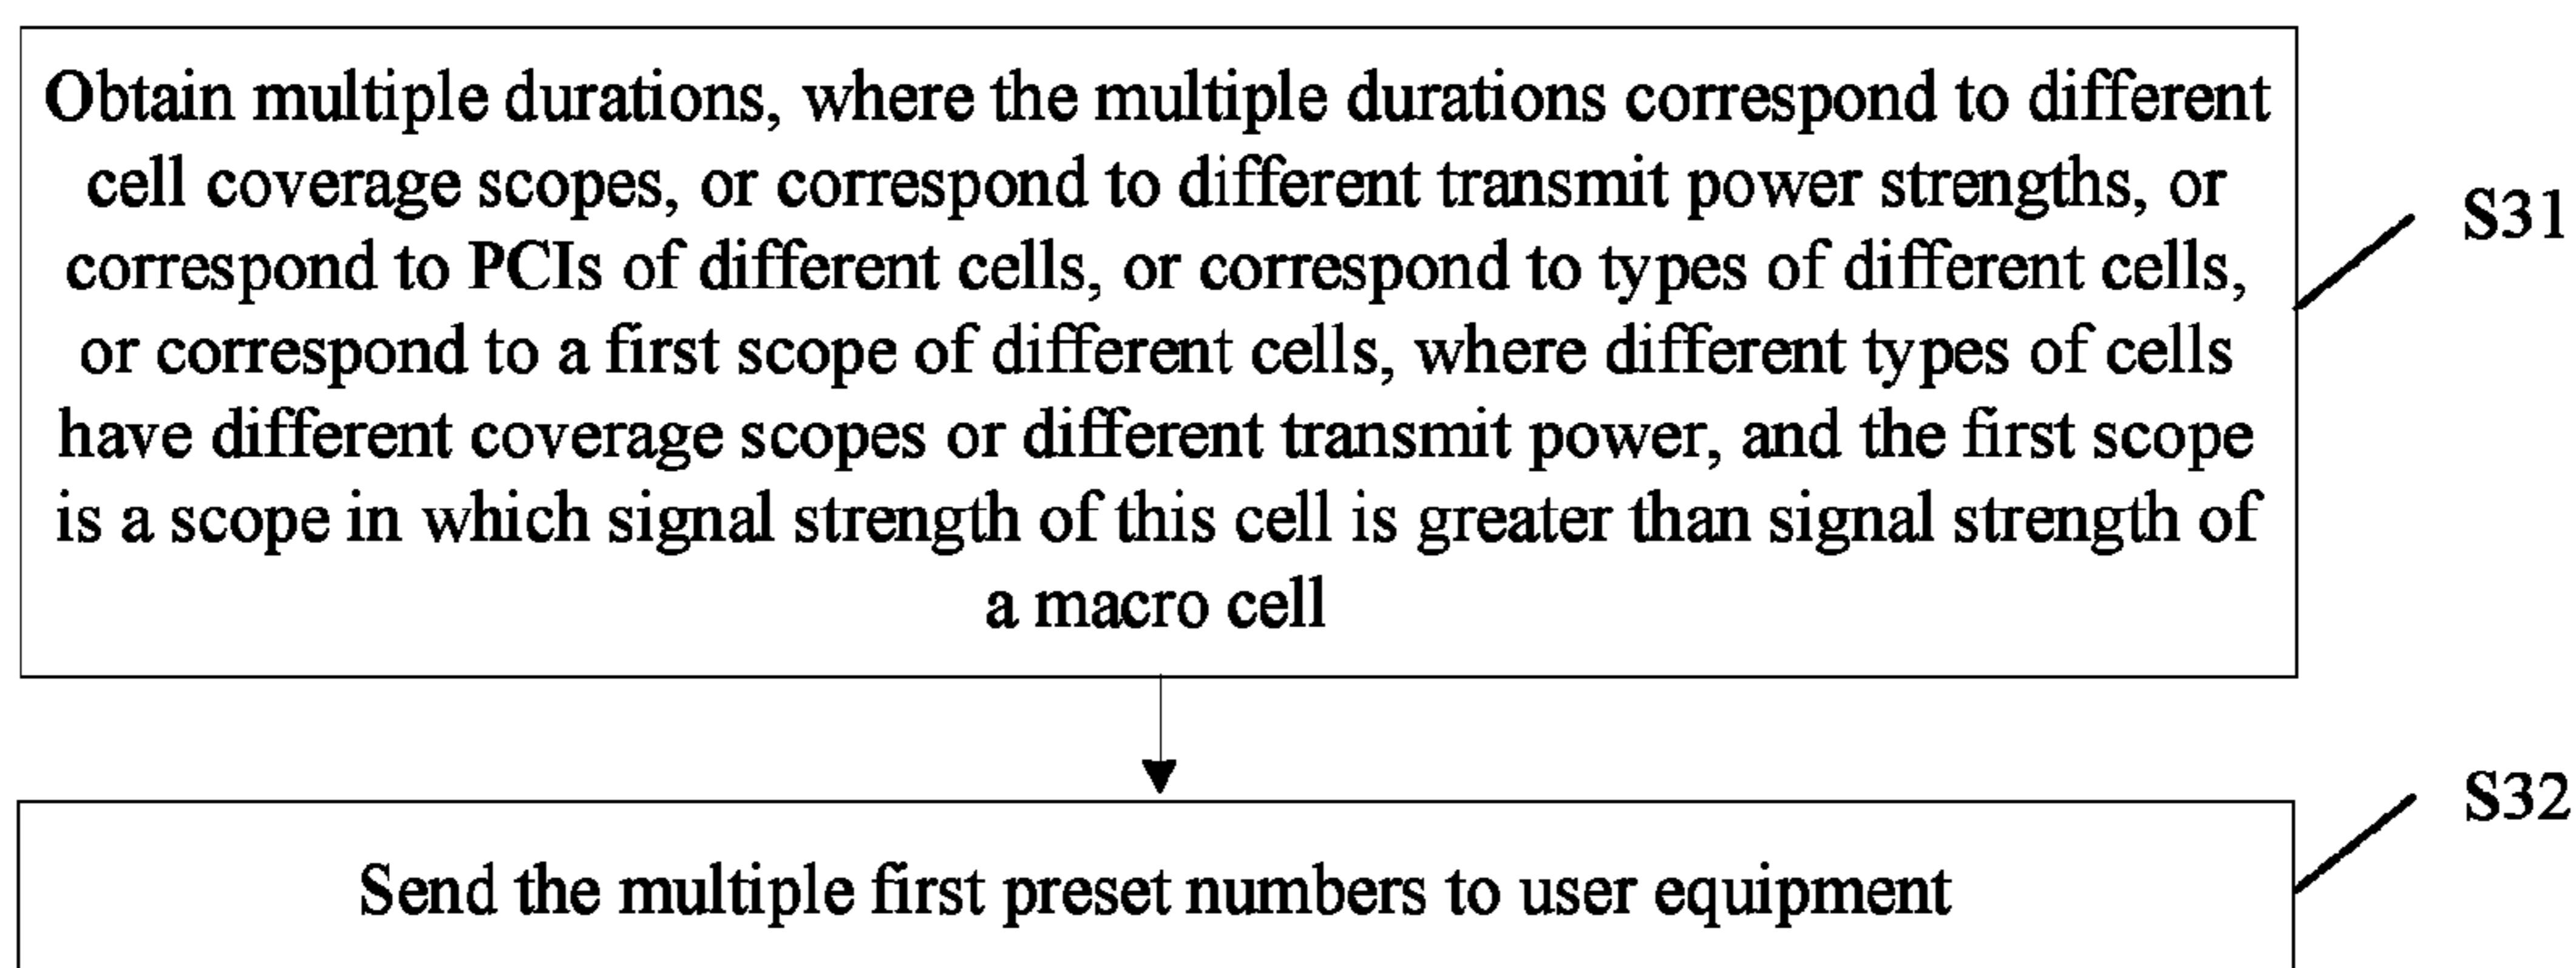 Obtain multiple durations, where the multiple durations correspond to different
cell coverage scopes, or correspond to different transmit power strengths, or
correspond to PCIs of different cells, or correspond to types of different cells,
or correspond to a first scope of different cells, where different types of cells
have different coverage scopes or different transmit power, and the first scope
is a scope in which signal strength of this cell is greater than signal strength of
a macro cell
S31
Send the multiple first preset numbers to user equipment
S32